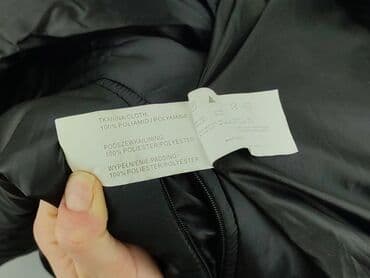 TKANINA/CLOTH:
100% POLIAMID/POLYAMIDE
PODSZEWKA/LINING:
100% POLIESTER/POLYESTER
WYPEŁNIENIE/PADDING:
100% POLIESTER/POLYESTER